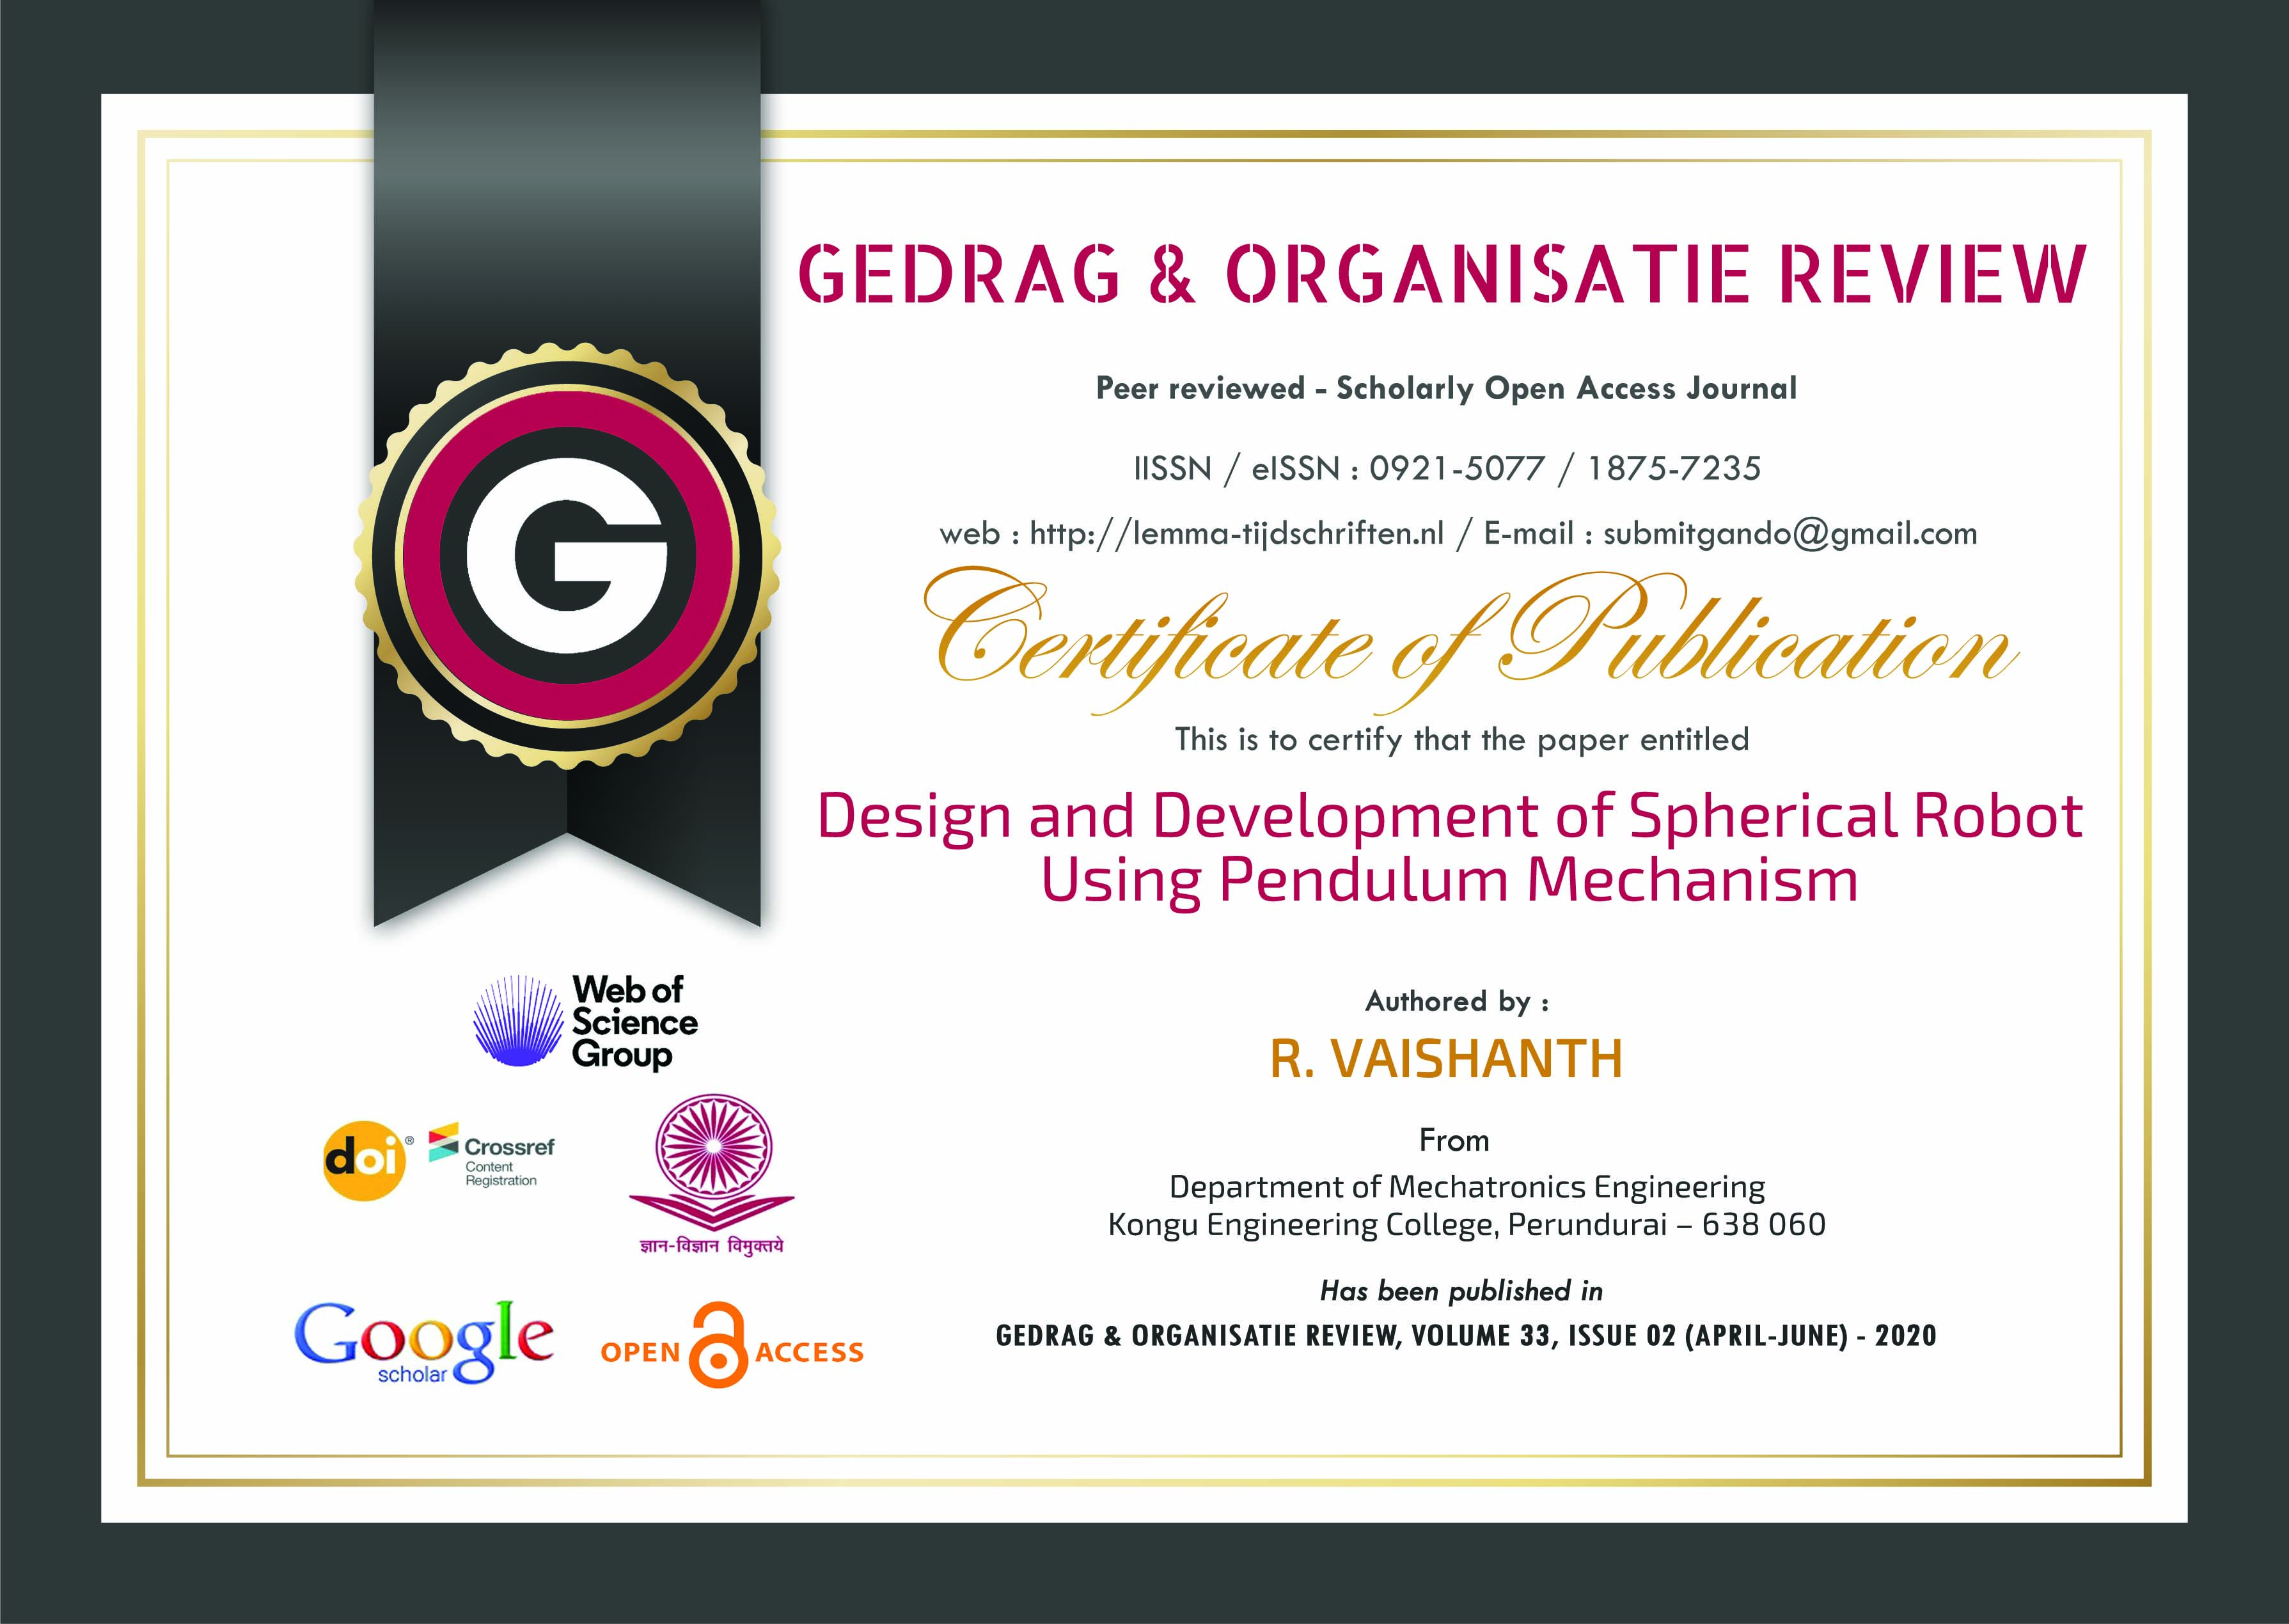 GEDRAG & ORGANISATIE REVIEW
Peer reviewed - Scholarly Open Access Journal
IISSN / eISSN : 0921-5077 / 1875-7235
web : http://lemma-tijdschriften.nl / E-mail : submitgando@gmail.com
Certificate of Publication
This is to certify that the paper entitled
Design and Development of Spherical Robot
Using Pendulum Mechanism
Authored by :
R. VAISHANTH
From
Department of Mechatronics Engineering
Kongu Engineering College, Perundurai – 638 060
Has been published in
GEDRAG & ORGANISATIE REVIEW, VOLUME 33, ISSUE 02 (APRIL-JUNE) - 2020
G
Web of
Science
Group
doi®
Crossref
Content
Registration
ज्ञान-विज्ञान विमुक्तये
Google
scholar
OPEN ACCESS